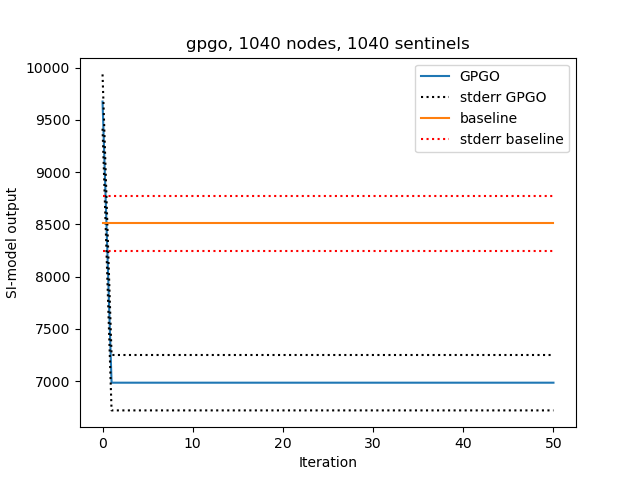 gpgo, 1040 nodes, 1040 sentinels
10000
9500
9000
8500
8000
7500
7000
SI-model output
GPGO
stderr GPGO
baseline
stderr baseline
0 10 20 30 40 50
Iteration